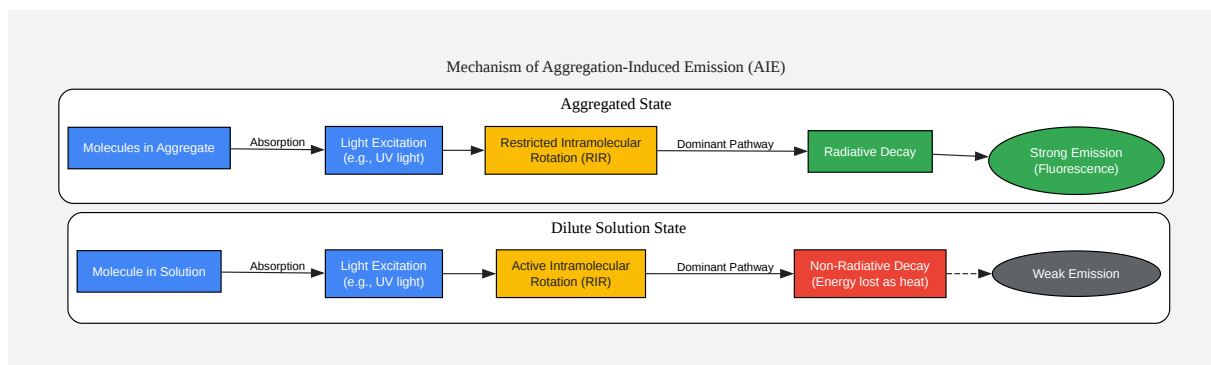 Mechanism of Aggregation-Induced Emission (AIE)
Aggregated State
Molecules in Aggregate
Absorption
Light Excitation
(e.g., UV light)
Restricted Intramolecular
Rotation (RIR)
Dominant Pathway
Radiative Decay
Strong Emission
(Fluorescence)
Dilute Solution State
Molecule in Solution
Absorption
Light Excitation
(e.g., UV light)
Active Intramolecular
Rotation (RIR)
Dominant Pathway
Non-Radiative Decay
(Energy lost as heat)
Weak Emission